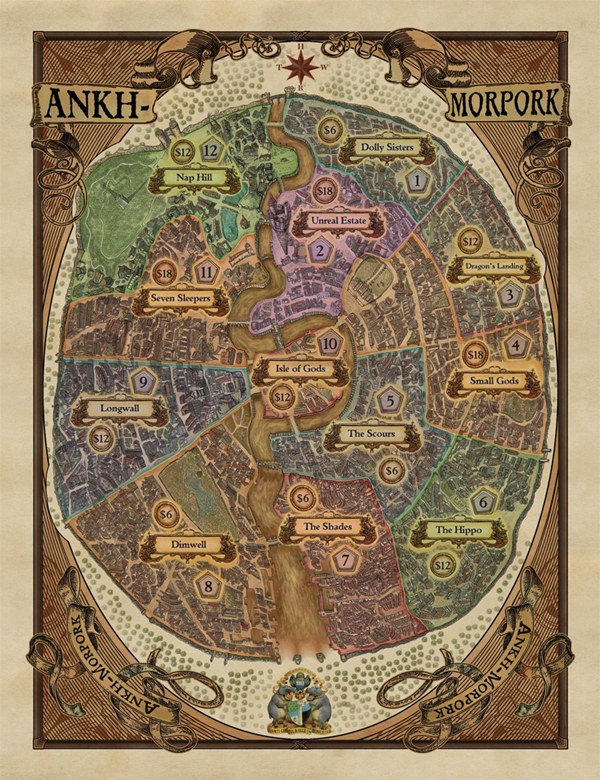 H
T W
R
ANKH-
MORPORK
$6
Dolly Sisters
1
$12 12
Nap Hill
$18
Unreal Estate
2
$12
Dragon's Landing
3
$18 11
Seven Sleepers
$18 4
Small Gods
10
Isle of Gods
$12
9
Longwall
$12
5
The Scours
$6
6
The Hippo
$12
$6
The Shades
7
$6
Dimwell
8
ANKH-MORPORK
ANKH-MORPORK